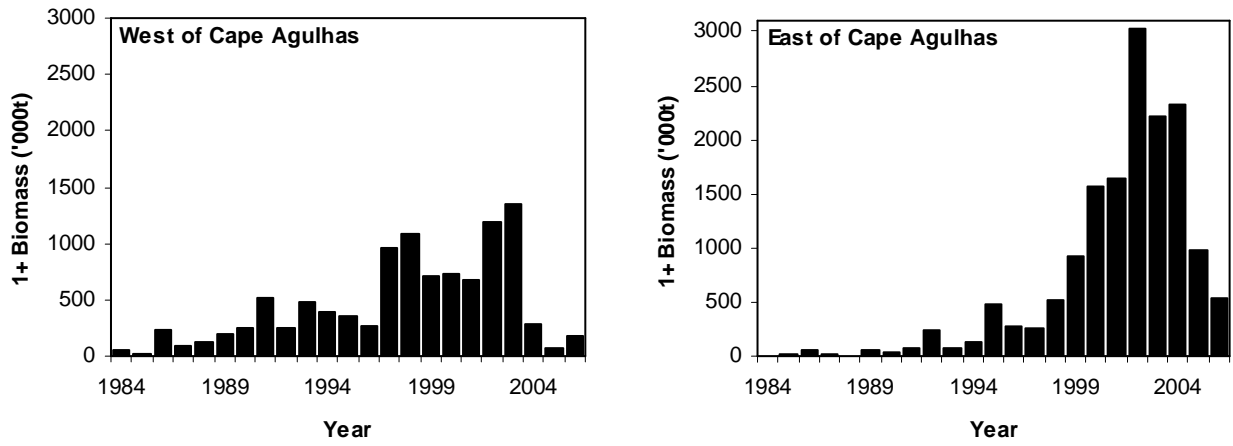 West of Cape Agulhas
3000
2500
2000
1500
1000
500
0
1+ Biomass ('000t)
1984 1989 1994 1999 2004
Year
East of Cape Agulhas
3000
2500
2000
1500
1000
500
0
1+ Biomass ('000t)
1984 1989 1994 1999 2004
Year